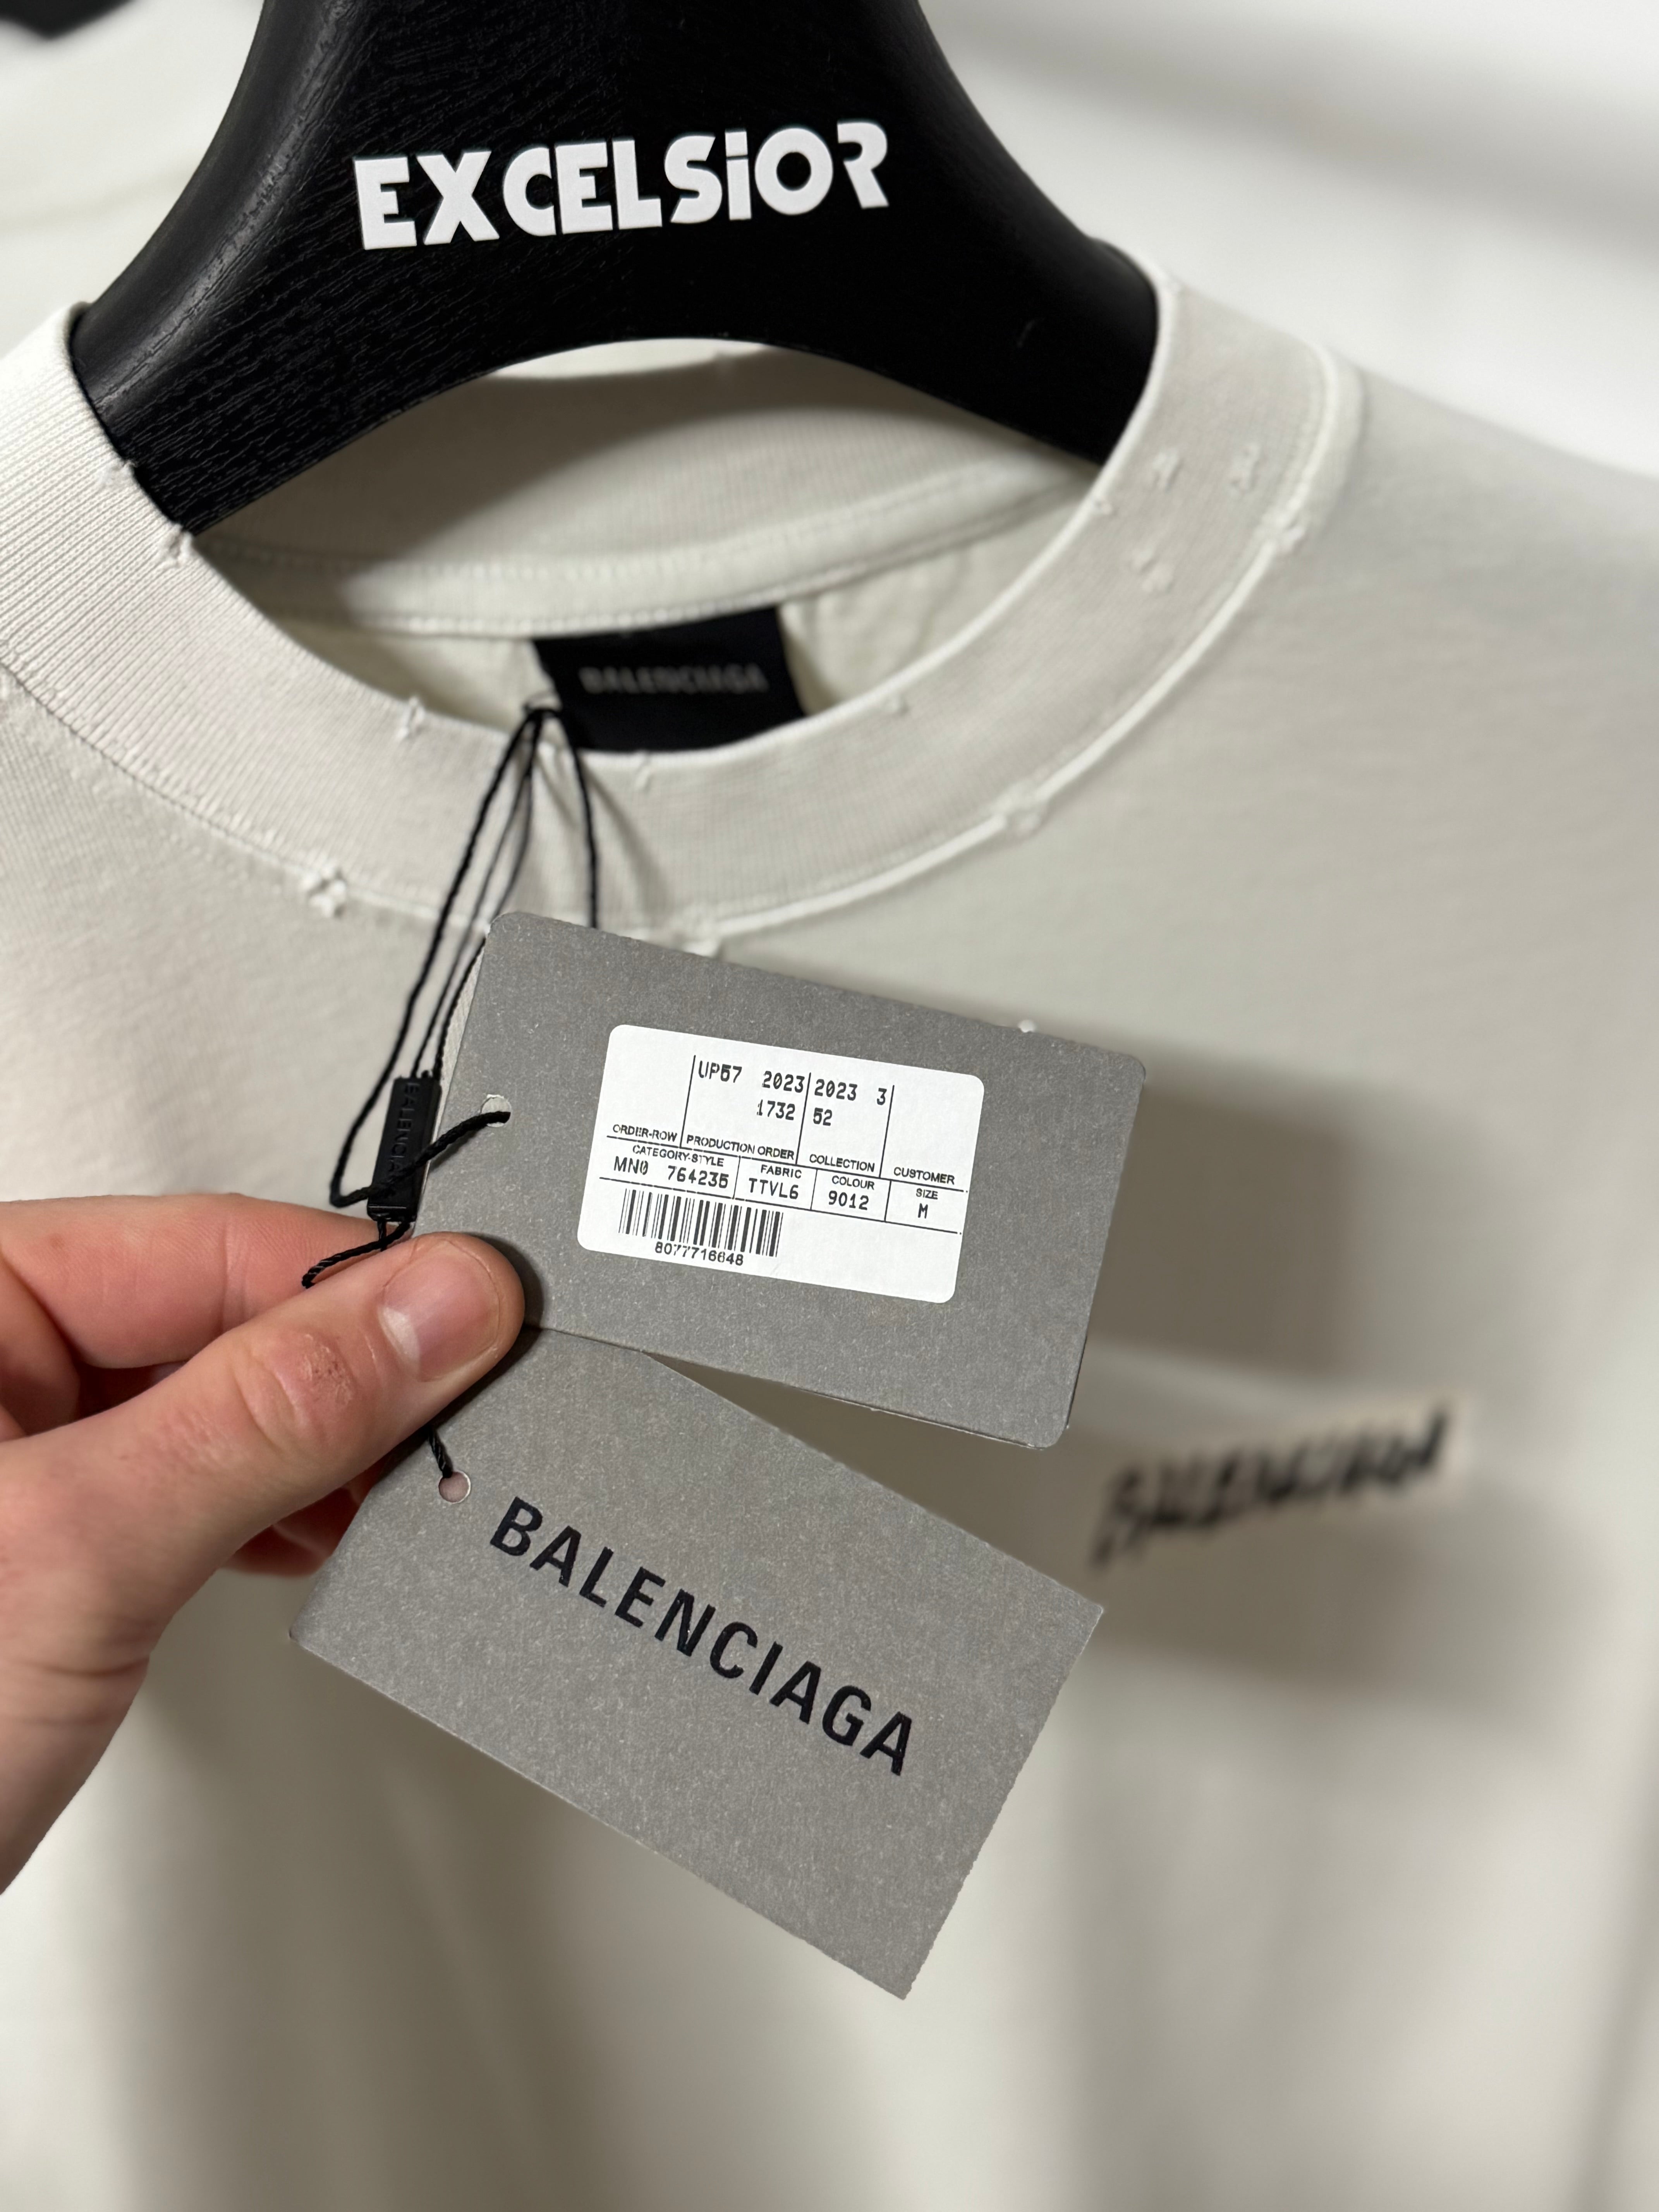 EXCELSiOR
BALENCIAGA
BALENCIAGA
UP57 2023 2023 3
1732 52
ORDER-ROW PRODUCTION ORDER COLLECTION CUSTOMER
CATEGORY-STYLE FABRIC COLOUR SIZE
MN0 764235 TTVL6 9012 M
8077716648
BALENCIAGA
BALENCIAGA